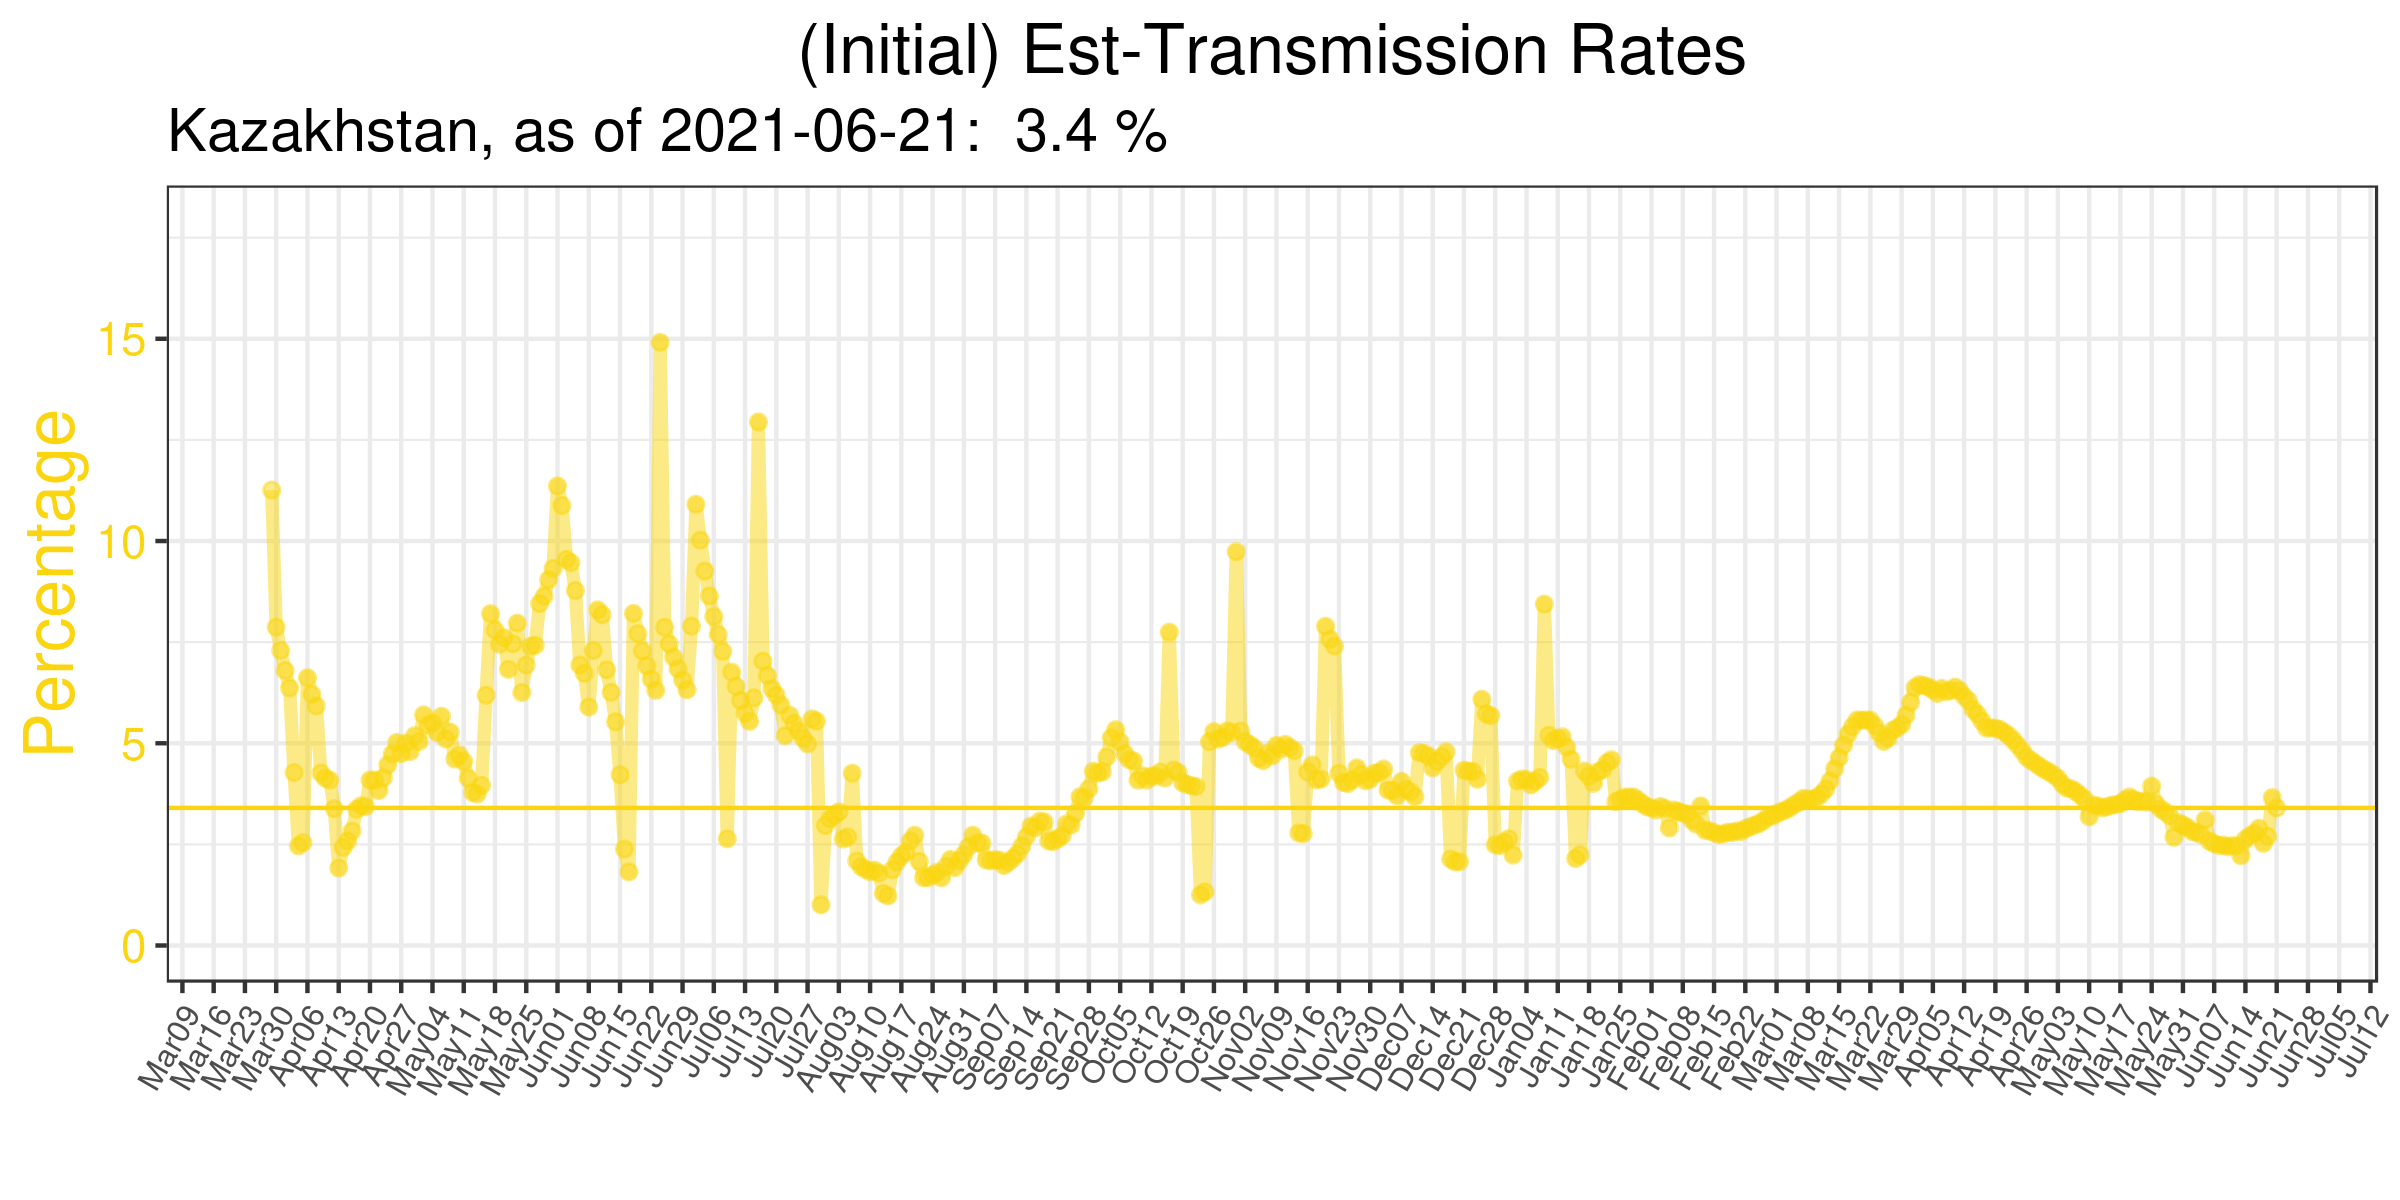 (Initial) Est-Transmission Rates
Kazakhstan, as of 2021-06-21:  3.4 %
Percentage
15
10
5
0
Mar09
Mar16
Mar23
Mar30
Apr06
Apr13
Apr20
Apr27
May04
May11
May18
May25
Jun01
Jun08
Jun15
Jun22
Jun29
Jul06
Jul13
Jul20
Jul27
Aug03
Aug10
Aug17
Aug24
Aug31
Sep07
Sep14
Sep21
Sep28
Oct05
Oct12
Oct19
Oct26
Nov02
Nov09
Nov16
Nov23
Nov30
Dec07
Dec14
Dec21
Dec28
Jan04
Jan11
Jan18
Jan25
Feb01
Feb08
Feb15
Feb22
Mar01
Mar08
Mar15
Mar22
Mar29
Apr05
Apr12
Apr19
Apr26
May03
May10
May17
May24
May31
Jun07
Jun14
Jun21
Jun28
Jul05
Jul12